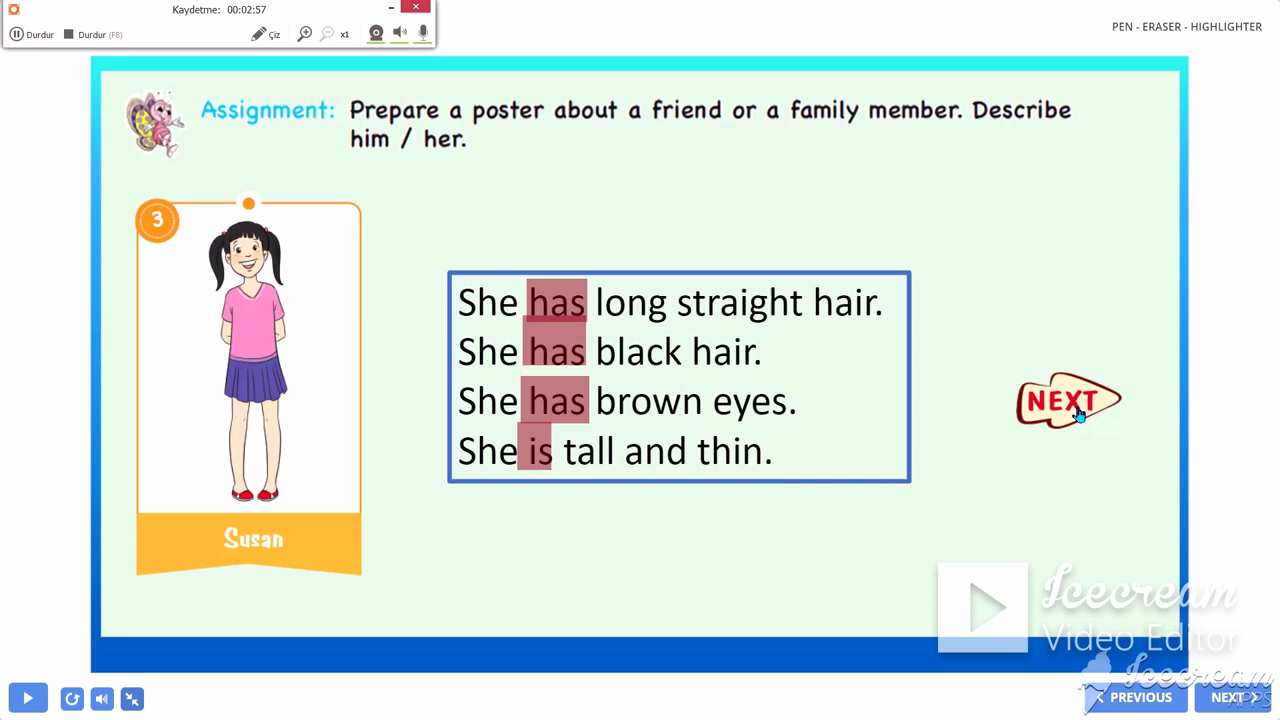 Kaydetme: 00:02:57
Durdur
Durdur (F8)
Çiz
x1
PEN - ERASER - HIGHLIGHTER
Assignment: Prepare a poster about a friend or a family member. Describe
him / her.
3
She has long straight hair.
She has black hair.
She has brown eyes.
She is tall and thin.
NEXT
Susan
Icecream
Video Editor
Icecream
APPS
PREVIOUS
NEXT